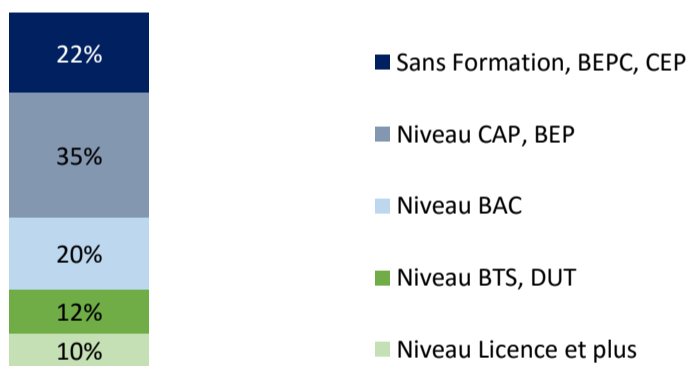 22%
35%
20%
12%
10%
Sans Formation, BEPC, CEP
Niveau CAP, BEP
Niveau BAC
Niveau BTS, DUT
Niveau Licence et plus